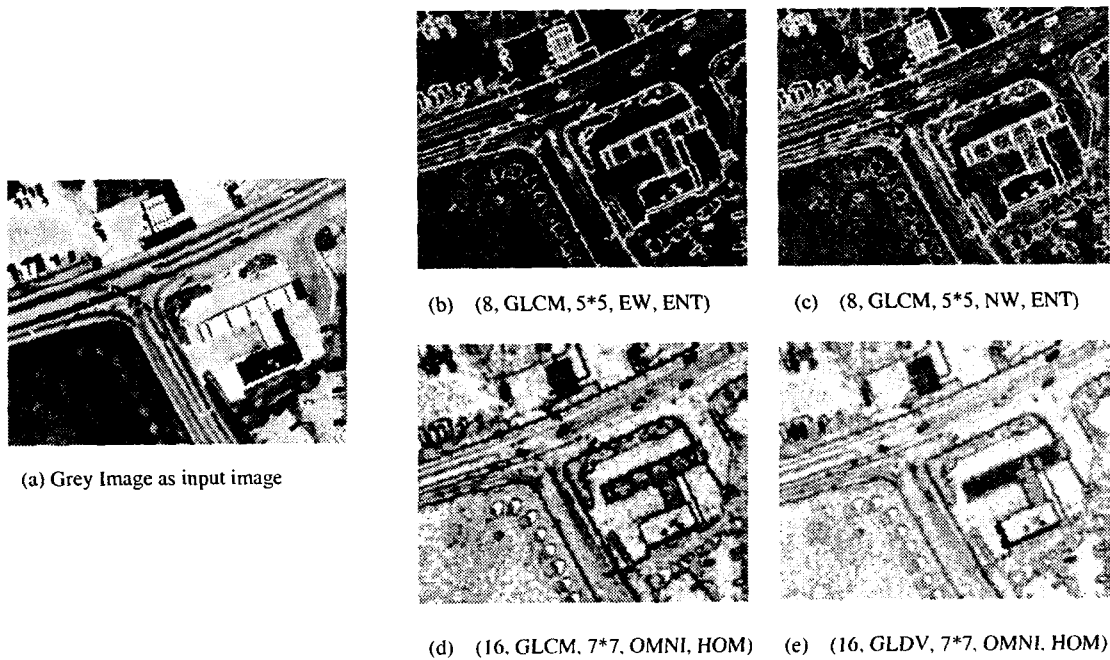 (b) (8, GLCM, 5*5, EW, ENT)
(c) (8, GLCM, 5*5, NW, ENT)
(a) Grey Image as input image
(d) (16, GLCM, 7*7, OMNI, HOM)
(e) (16, GLDV, 7*7, OMNI, HOM)